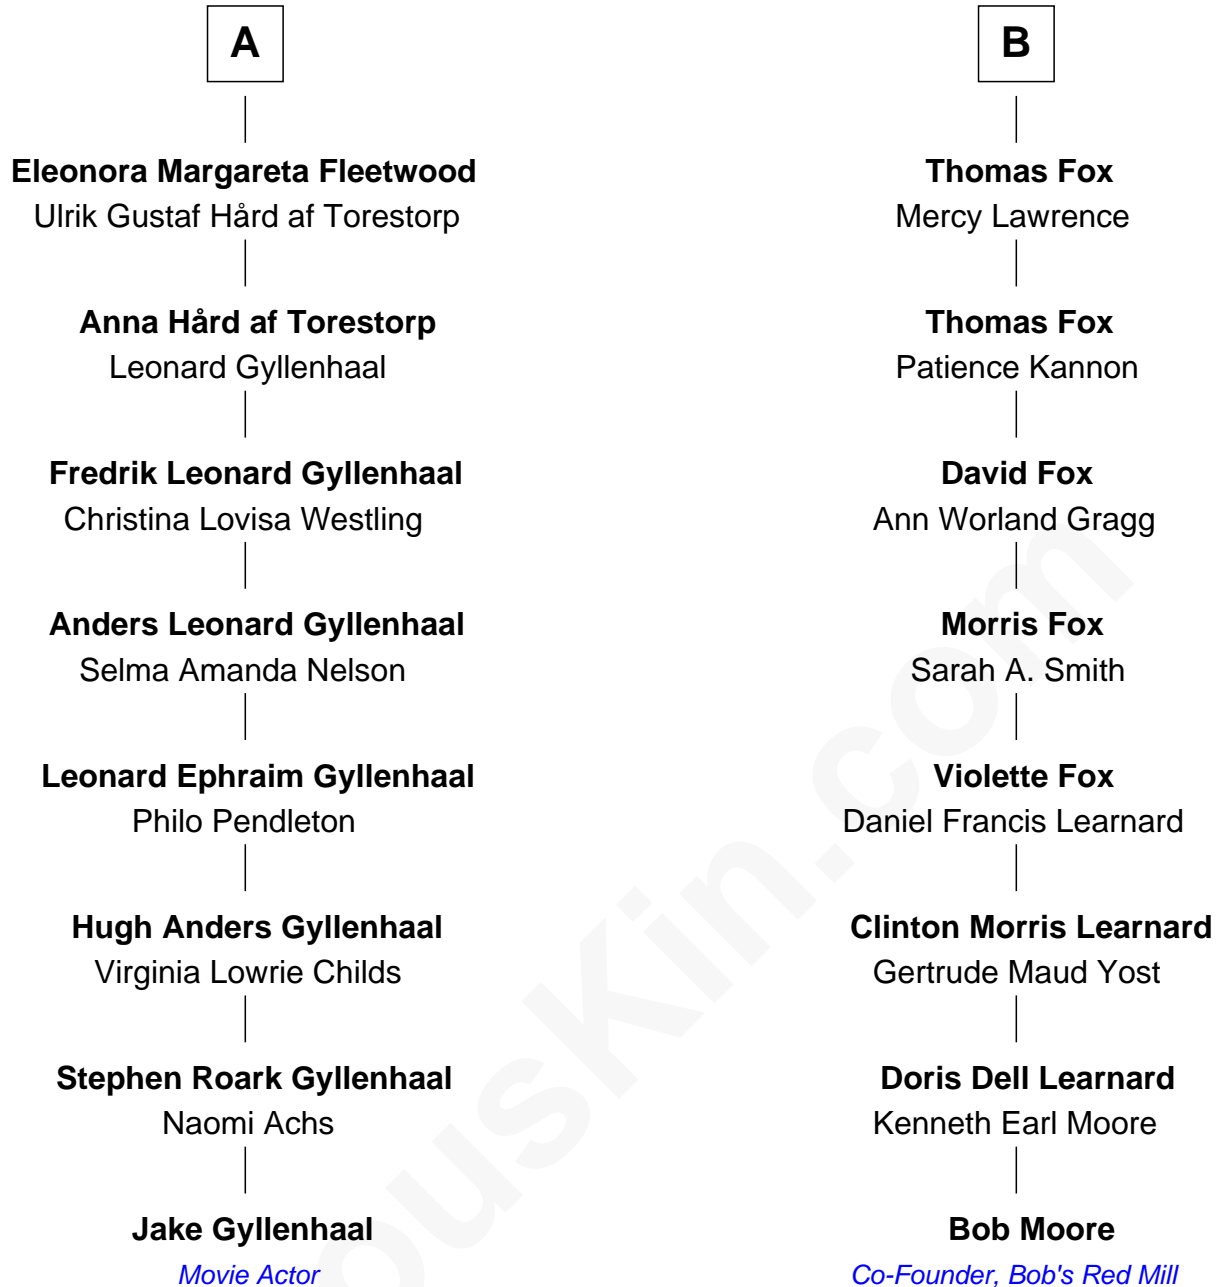 A
Eleonora Margareta Fleetwood
Ulrik Gustaf Hård af Torestorp
Anna Hård af Torestorp
Leonard Gyllenhaal
Fredrik Leonard Gyllenhaal
Christina Lovisa Westling
Anders Leonard Gyllenhaal
Selma Amanda Nelson
Leonard Ephraim Gyllenhaal
Philo Pendleton
Hugh Anders Gyllenhaal
Virginia Lowrie Childs
Stephen Roark Gyllenhaal
Naomi Achs
Jake Gyllenhaal
Movie Actor
B
Thomas Fox
Mercy Lawrence
Thomas Fox
Patience Kannon
David Fox
Ann Worland Gragg
Morris Fox
Sarah A. Smith
Violette Fox
Daniel Francis Learnard
Clinton Morris Learnard
Gertrude Maud Yost
Doris Dell Learnard
Kenneth Earl Moore
Bob Moore
Co-Founder, Bob's Red Mill
ousKin.com